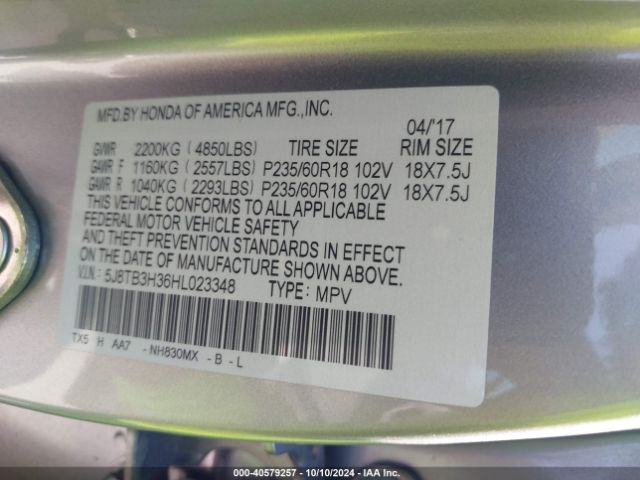 MFD.BY HONDA OF AMERICA MFG.,INC.
04/'17
GVWR 2200KG ( 4850LBS) TIRE SIZE RIM SIZE
GAWR F 1160KG ( 2557LBS) P235/60R18 102V 18X7.5J
GAWR R 1040KG ( 2293LBS) P235/60R18 102V 18X7.5J
THIS VEHICLE CONFORMS TO ALL APPLICABLE
FEDERAL MOTOR VEHICLE SAFETY
AND THEFT PREVENTION STANDARDS IN EFFECT
ON THE DATE OF MANUFACTURE SHOWN ABOVE.
V.I.N.: 5J8TB3H36HL023348 TYPE: MPV
TX5 H AA7 - NH830MX - B - L
000-40579257 - 10/10/2024 - IAA Inc.